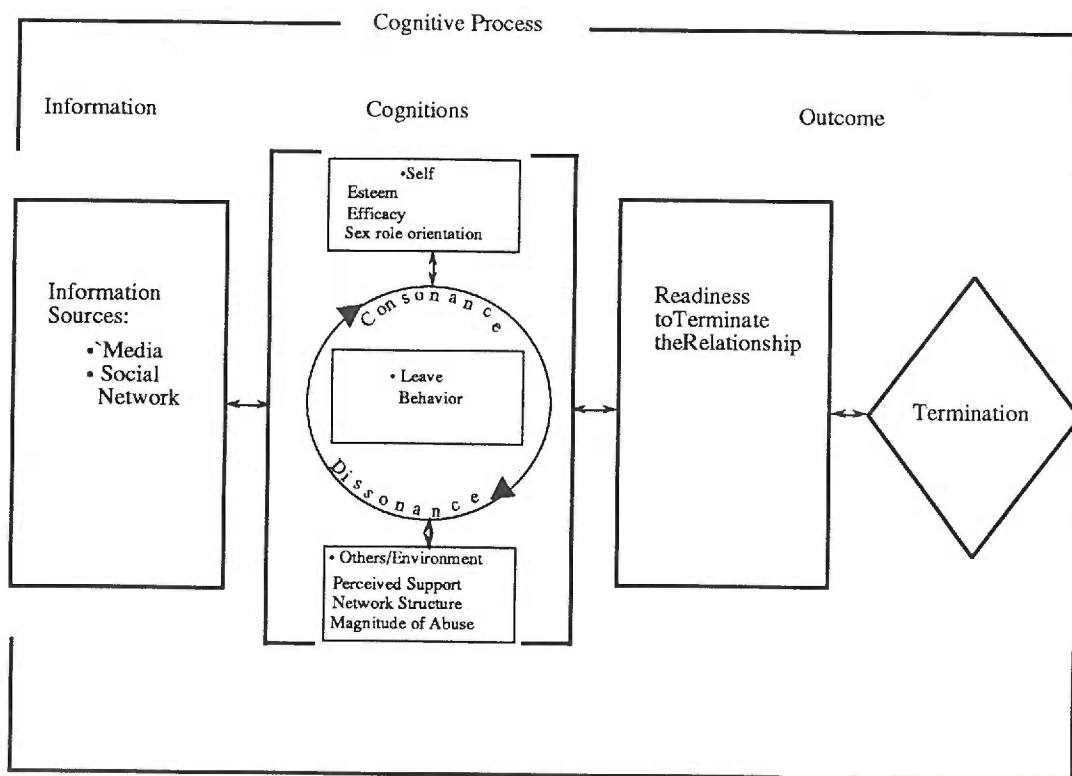 Cognitive Process
Information
Cognitions
Outcome
Information
Sources:
•`Media
• Social
Network
•Self
Esteem
Efficacy
Sex role orientation
Consonance
• Leave
Behavior
Dissonance
• Others/Environment
Perceived Support
Network Structure
Magnitude of Abuse
Readiness
toTerminate
theRelationship
Termination